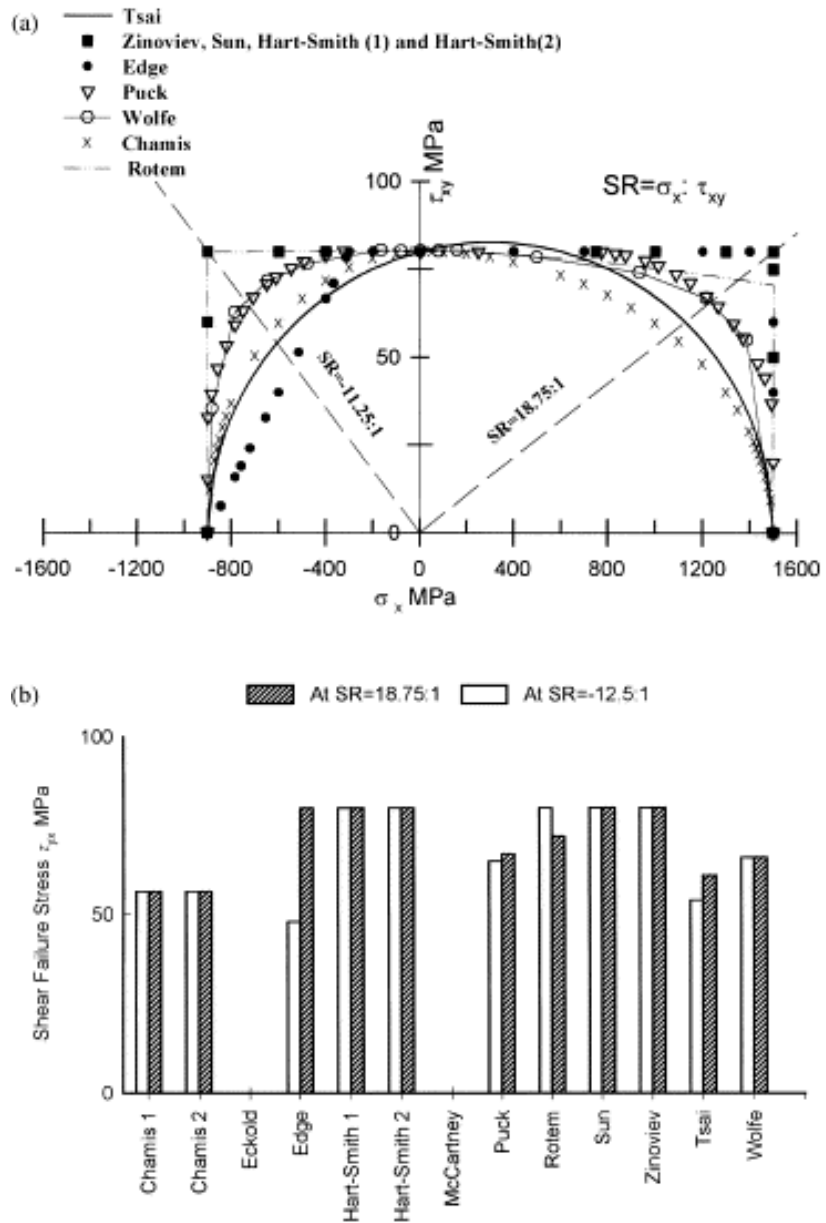 (a)
Tsai
Zinoviev, Sun, Hart-Smith (1) and Hart-Smith(2)
Edge
Puck
Wolfe
Chamis
Rotem
100
τxy MPa
SR=σx: τxy
50
SR=-11.25:1
SR=18.75:1
0
-1600 -1200 -800 -400 0 400 800 1200 1600
σ x MPa
(b)
At SR=18.75:1 At SR=-12.5:1
100
Shear Failure Stress τyx MPa
50
0
Chamis 1
Chamis 2
Eckold
Edge
Hart-Smith 1
Hart-Smith 2
McCartney
Puck
Rotem
Sun
Zinoviev
Tsai
Wolfe